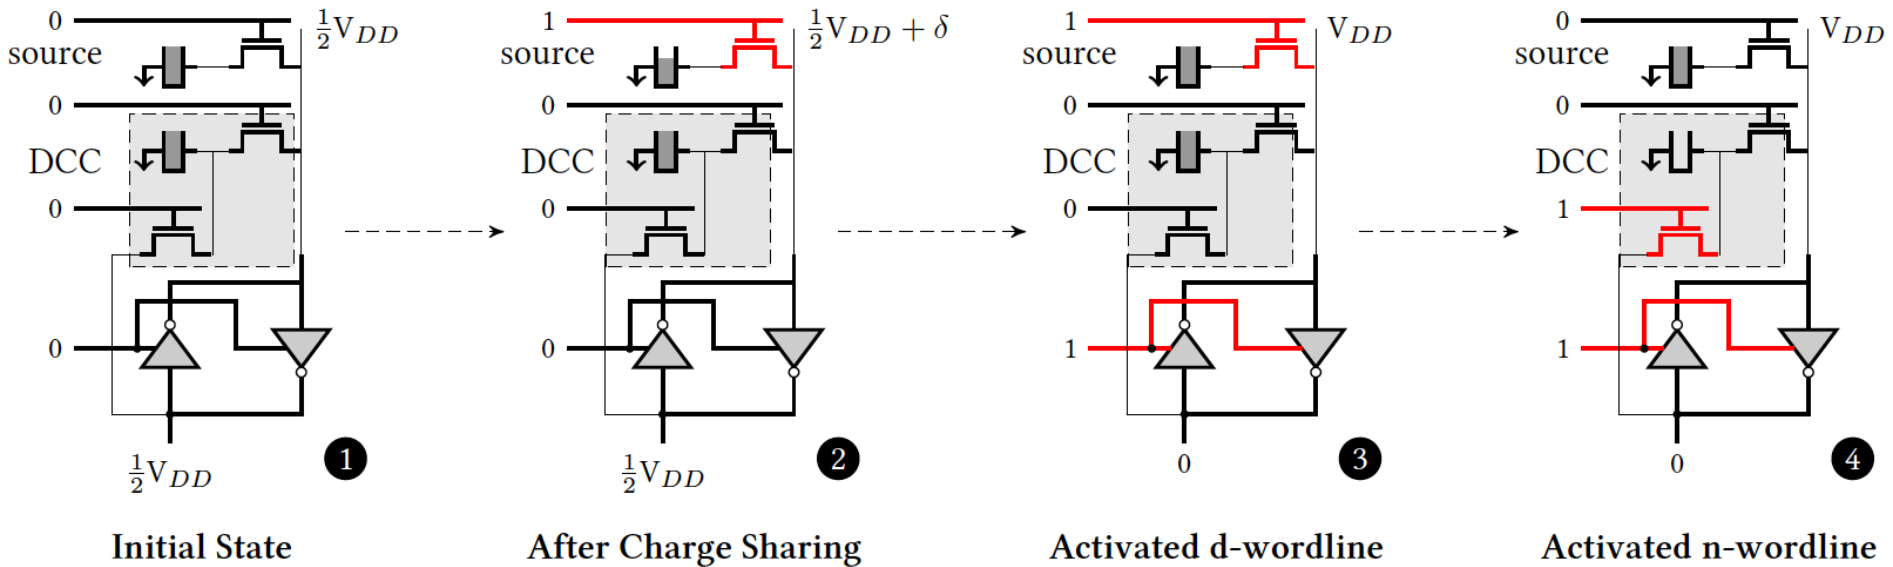 0
½V_DD
source
0
DCC
0
0
½V_DD
1
Initial State
1
½V_DD + δ
source
0
DCC
0
0
½V_DD
2
After Charge Sharing
1
V_DD
source
0
DCC
0
1
0
3
Activated d-wordline
0
V_DD
source
0
DCC
1
1
0
4
Activated n-wordline